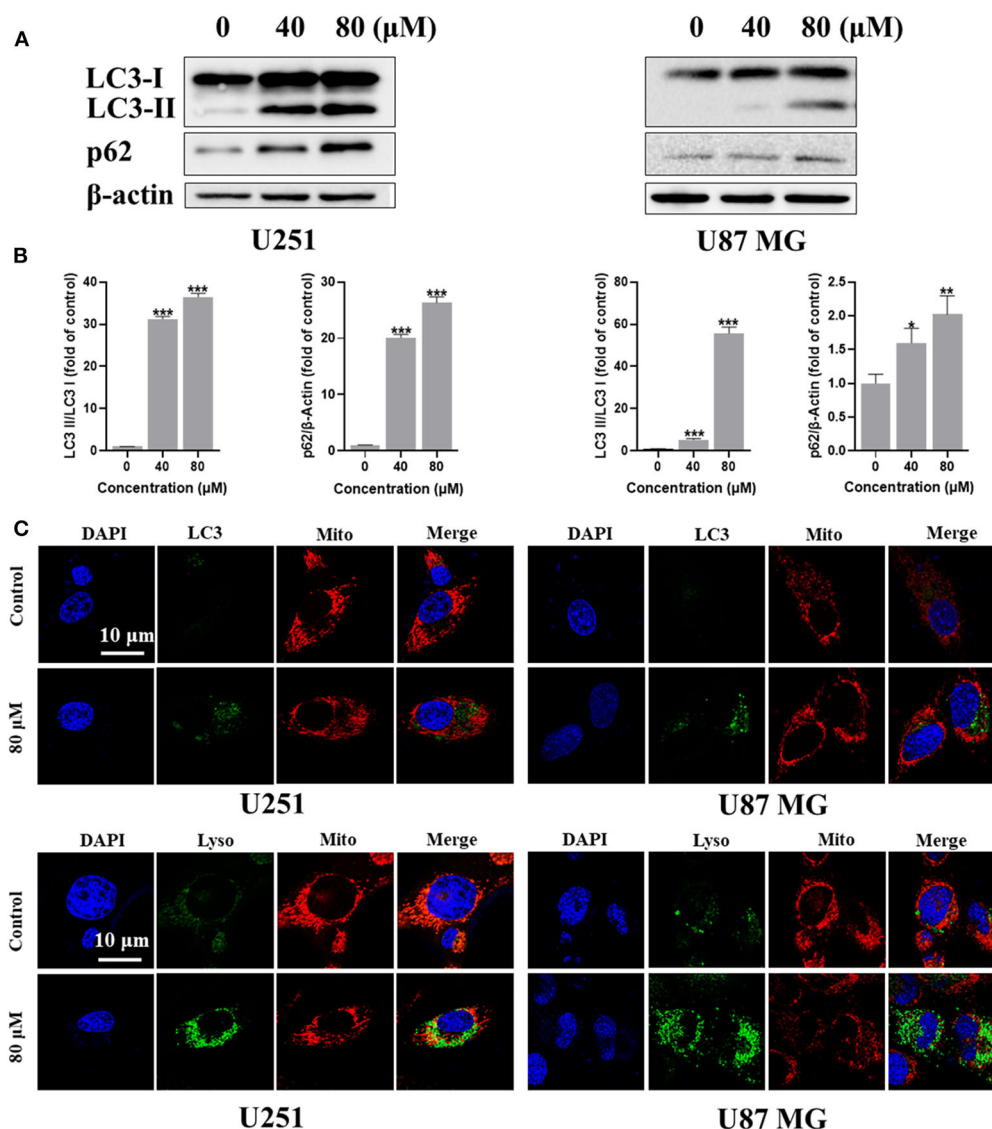 A
0 40 80 (μM)
LC3-I
LC3-II
p62
β-actin
U251
0 40 80 (μM)
U87 MG
B
LC3 II/LC3 I (fold of control)
40
30
20
10
0
***
***
0 40 80
Concentration (μM)
p62/β-Actin (fold of control)
30
20
10
0
***
***
0 40 80
Concentration (μM)
LC3 II/LC3 I (fold of control)
80
60
40
20
0
***
***
0 40 80
Concentration (μM)
p62/β-Actin (fold of control)
2.5
2.0
1.5
1.0
0.5
0.0
*
**
0 40 80
Concentration (μM)
C
DAPI LC3 Mito Merge
Control
10 μm
80 μM
U251
DAPI LC3 Mito Merge
U87 MG
DAPI Lyso Mito Merge
Control
10 μm
80 μM
U251
DAPI Lyso Mito Merge
U87 MG